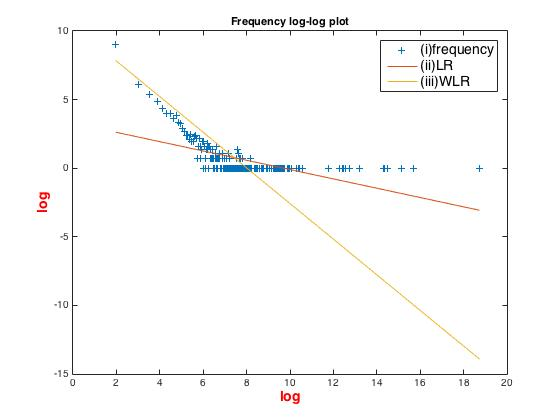 Frequency log-log plot
(i)frequency
(ii)LR
(iii)WLR
10
5
0
-5
-10
-15
log
0 2 4 6 8 10 12 14 16 18 20
log